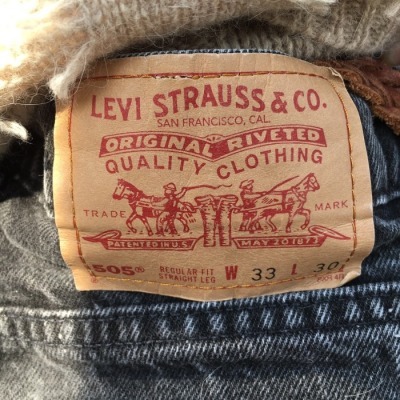 LEVI STRAUSS & CO.
SAN FRANCISCO, CAL.
ORIGINAL RIVETED
QUALITY CLOTHING
TRADE MARK
PATENTED IN U.S. MAY 20 1873
505® REGULAR FIT W 33 L 30
STRAIGHT LEG